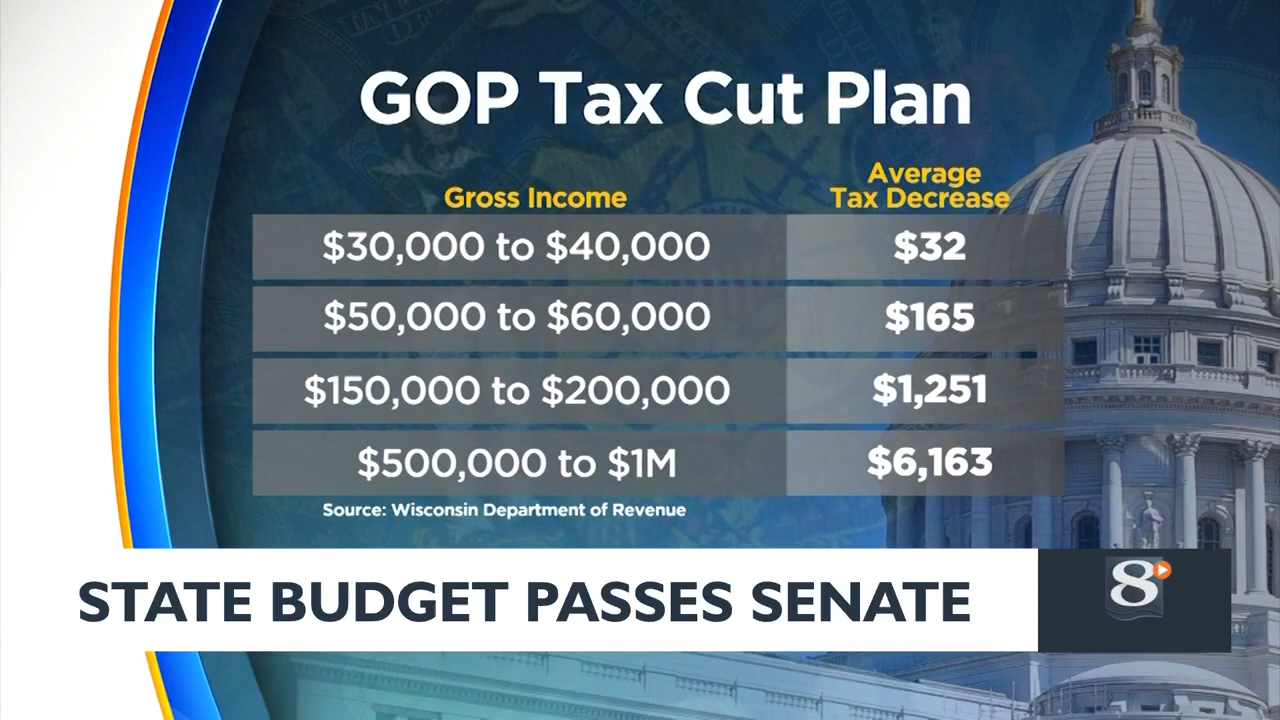 GOP Tax Cut Plan
Gross Income
Average
Tax Decrease
$30,000 to $40,000 $32
$50,000 to $60,000 $165
$150,000 to $200,000 $1,251
$500,000 to $1M $6,163
Source: Wisconsin Department of Revenue
STATE BUDGET PASSES SENATE
8